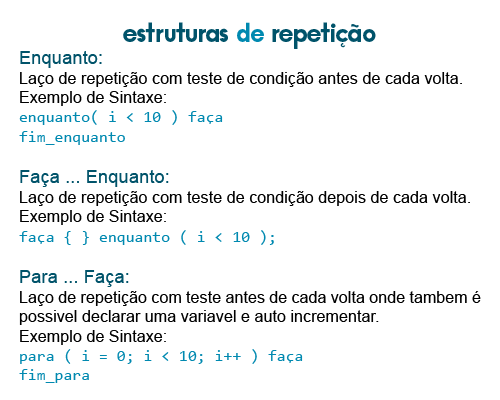 estruturas de repetição
Enquanto:
Laço de repetição com teste de condição antes de cada volta.
Exemplo de Sintaxe:
enquanto( i < 10 ) faça
fim_enquanto
Faça ... Enquanto:
Laço de repetição com teste de condição depois de cada volta.
Exemplo de Sintaxe:
faça { } enquanto ( i < 10 );
Para ... Faça:
Laço de repetição com teste antes de cada volta onde tambem é
possivel declarar uma variavel e auto incrementar.
Exemplo de Sintaxe:
para ( i = 0; i < 10; i++ ) faça
fim_para